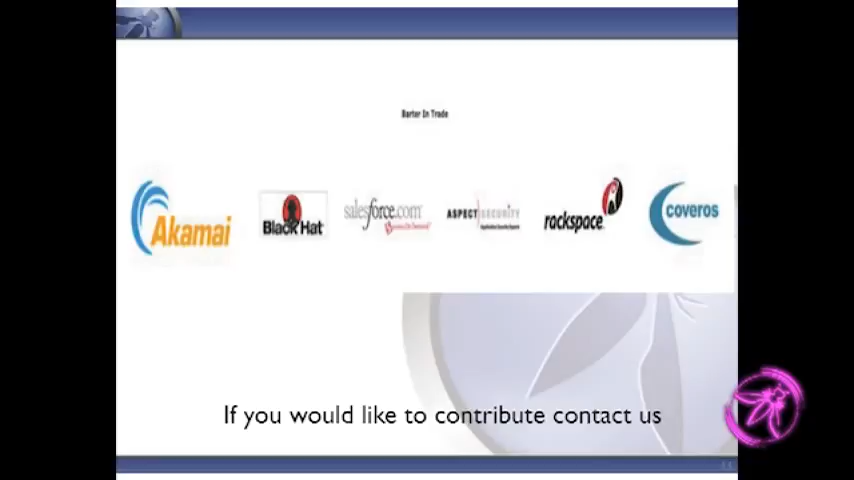 Barter In Trade
Akamai
Black Hat
salesforce.com
ASPECT SECURITY
rackspace
coveros
If you would like to contribute contact us